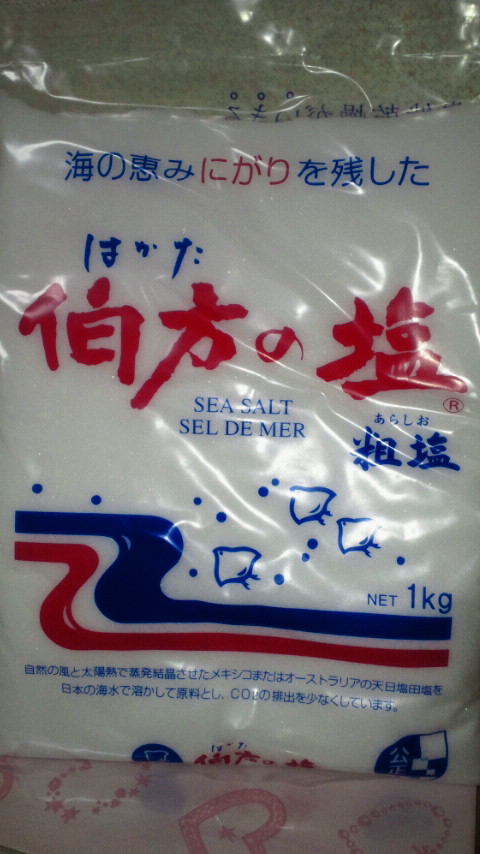 海の恵みにがりを残した
はかた
伯方の塩
®
SEA SALT
SEL DE MER
あらしお
粗塩
NET 1kg
自然の風と太陽熱で蒸発結晶させたメキシコまたはオーストラリアの天日塩田塩を
日本の海水で溶かして原料とし、CO2の排出を少なくしています。
はかた
伯方の塩
公正